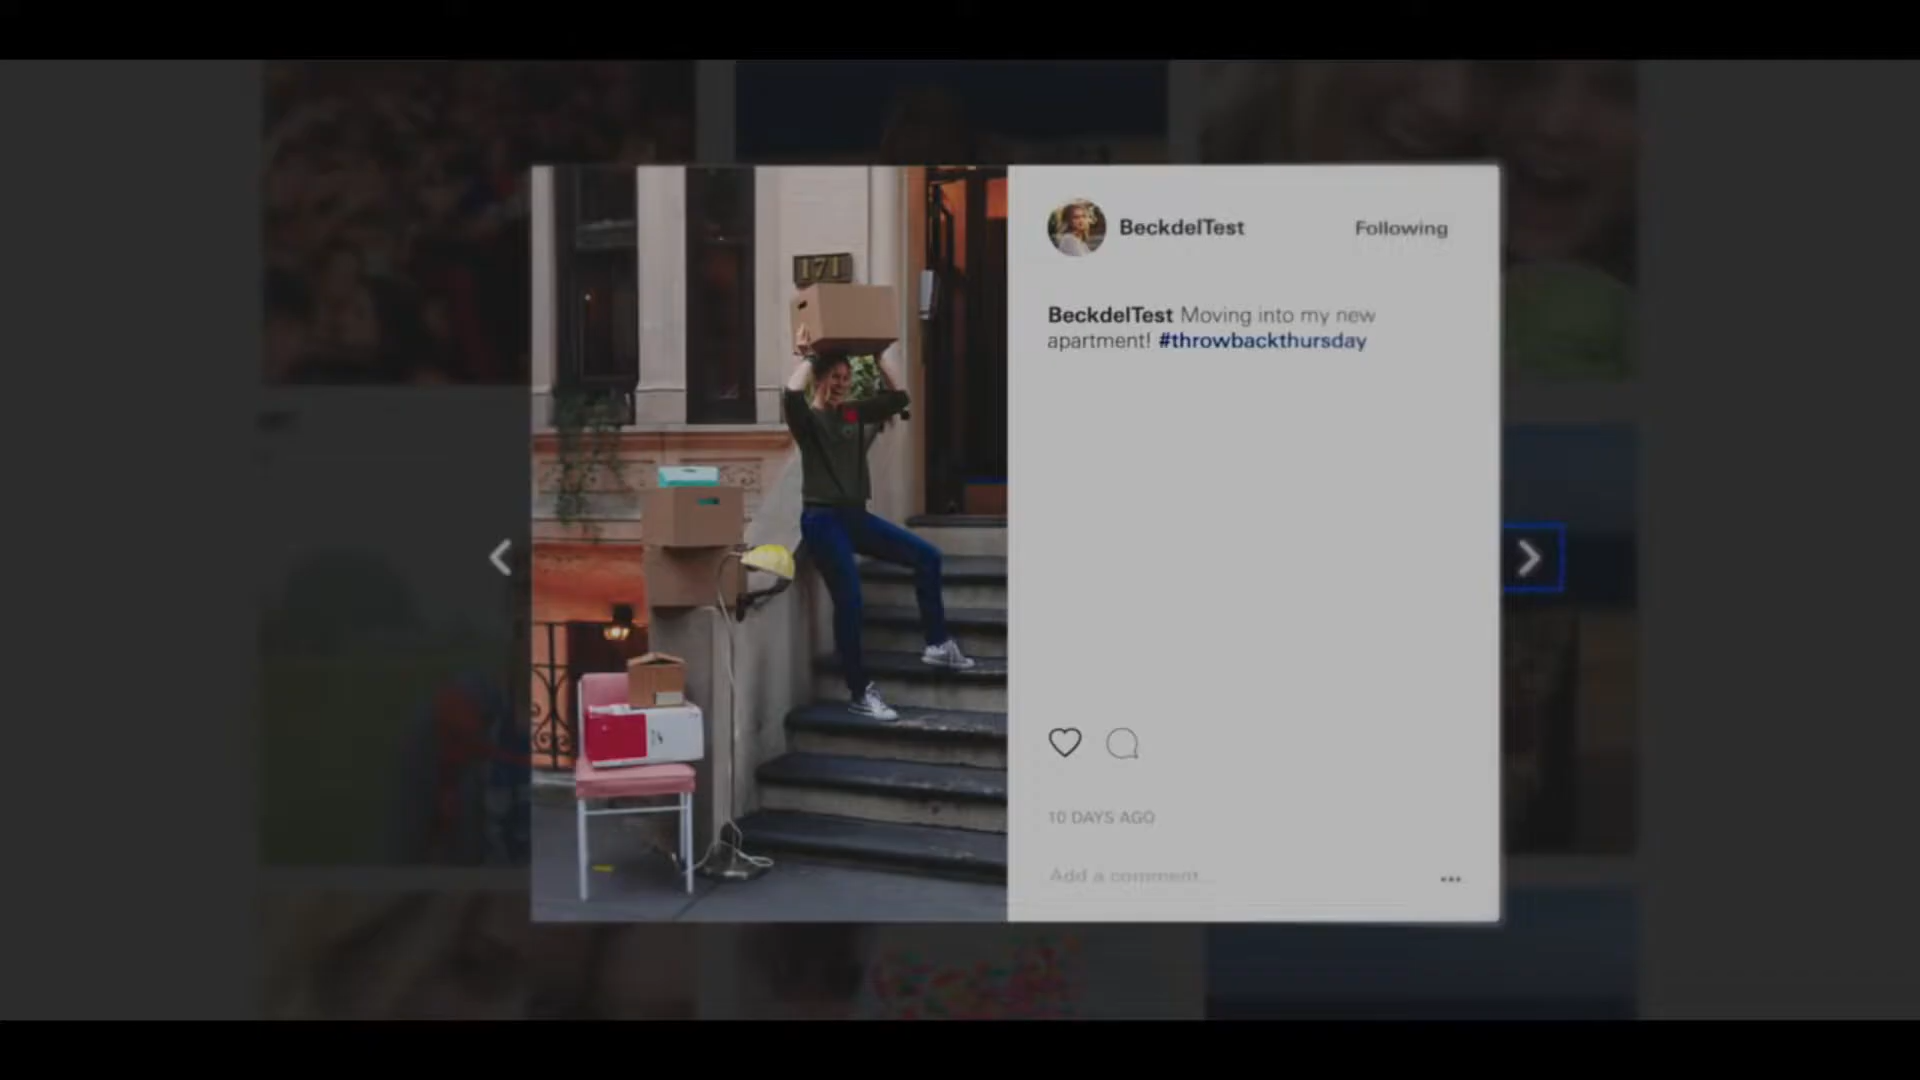 171
BeckdelTest Following
BeckdelTest Moving into my new
apartment! #throwbackthursday
10 DAYS AGO
Add a comment...